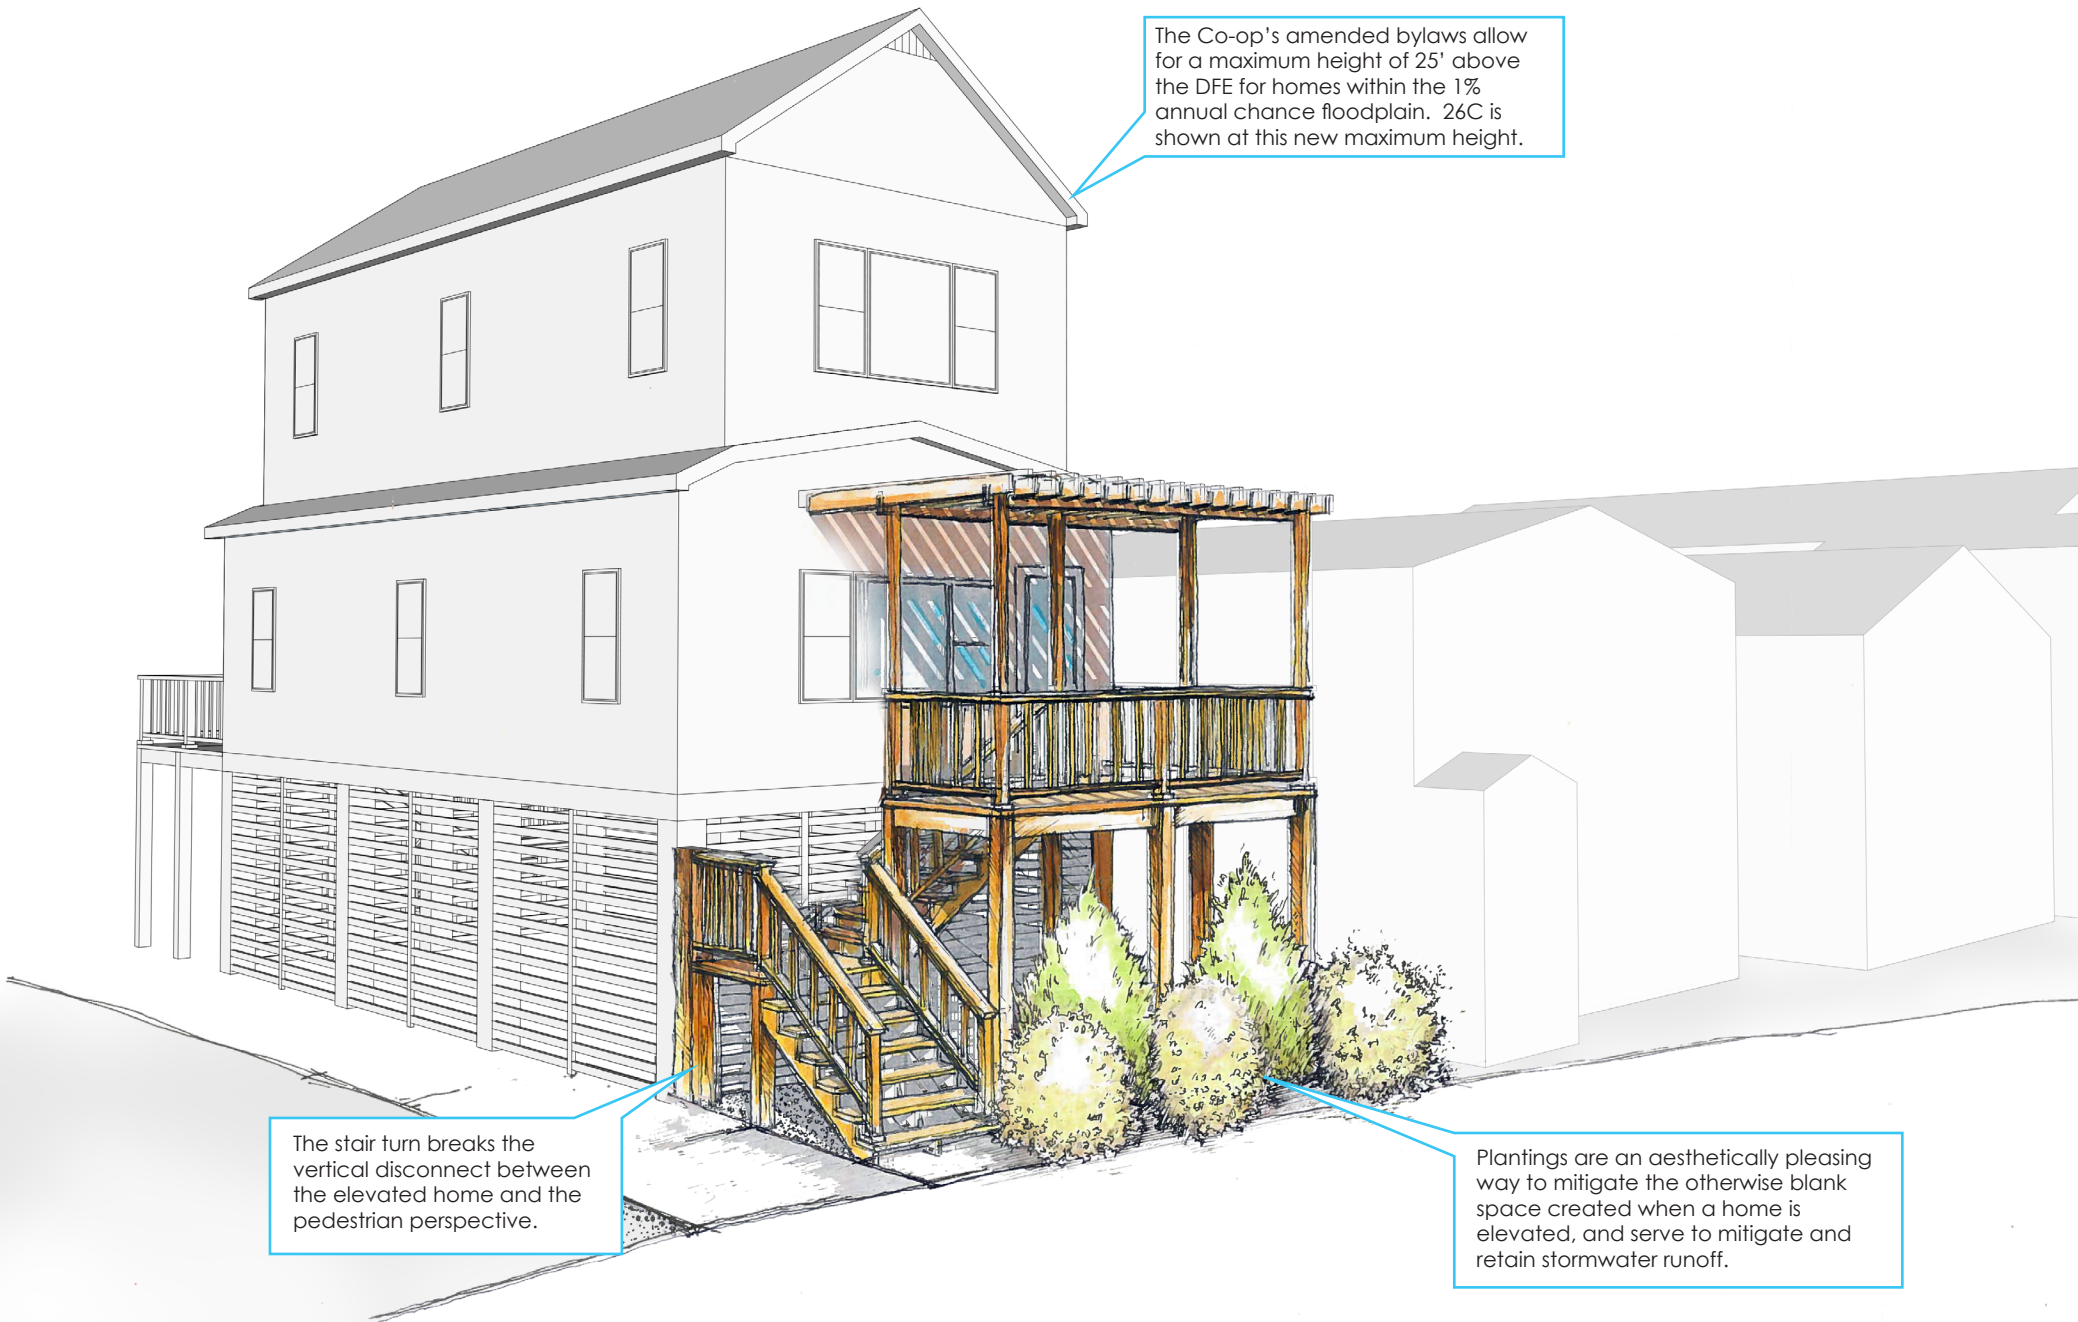 The Co-op’s amended bylaws allow
for a maximum height of 25’ above
the DFE for homes within the 1%
annual chance floodplain.  26C is
shown at this new maximum height.
The stair turn breaks the
vertical disconnect between
the elevated home and the
pedestrian perspective.
Plantings are an aesthetically pleasing
way to mitigate the otherwise blank
space created when a home is
elevated, and serve to mitigate and
retain stormwater runoff.